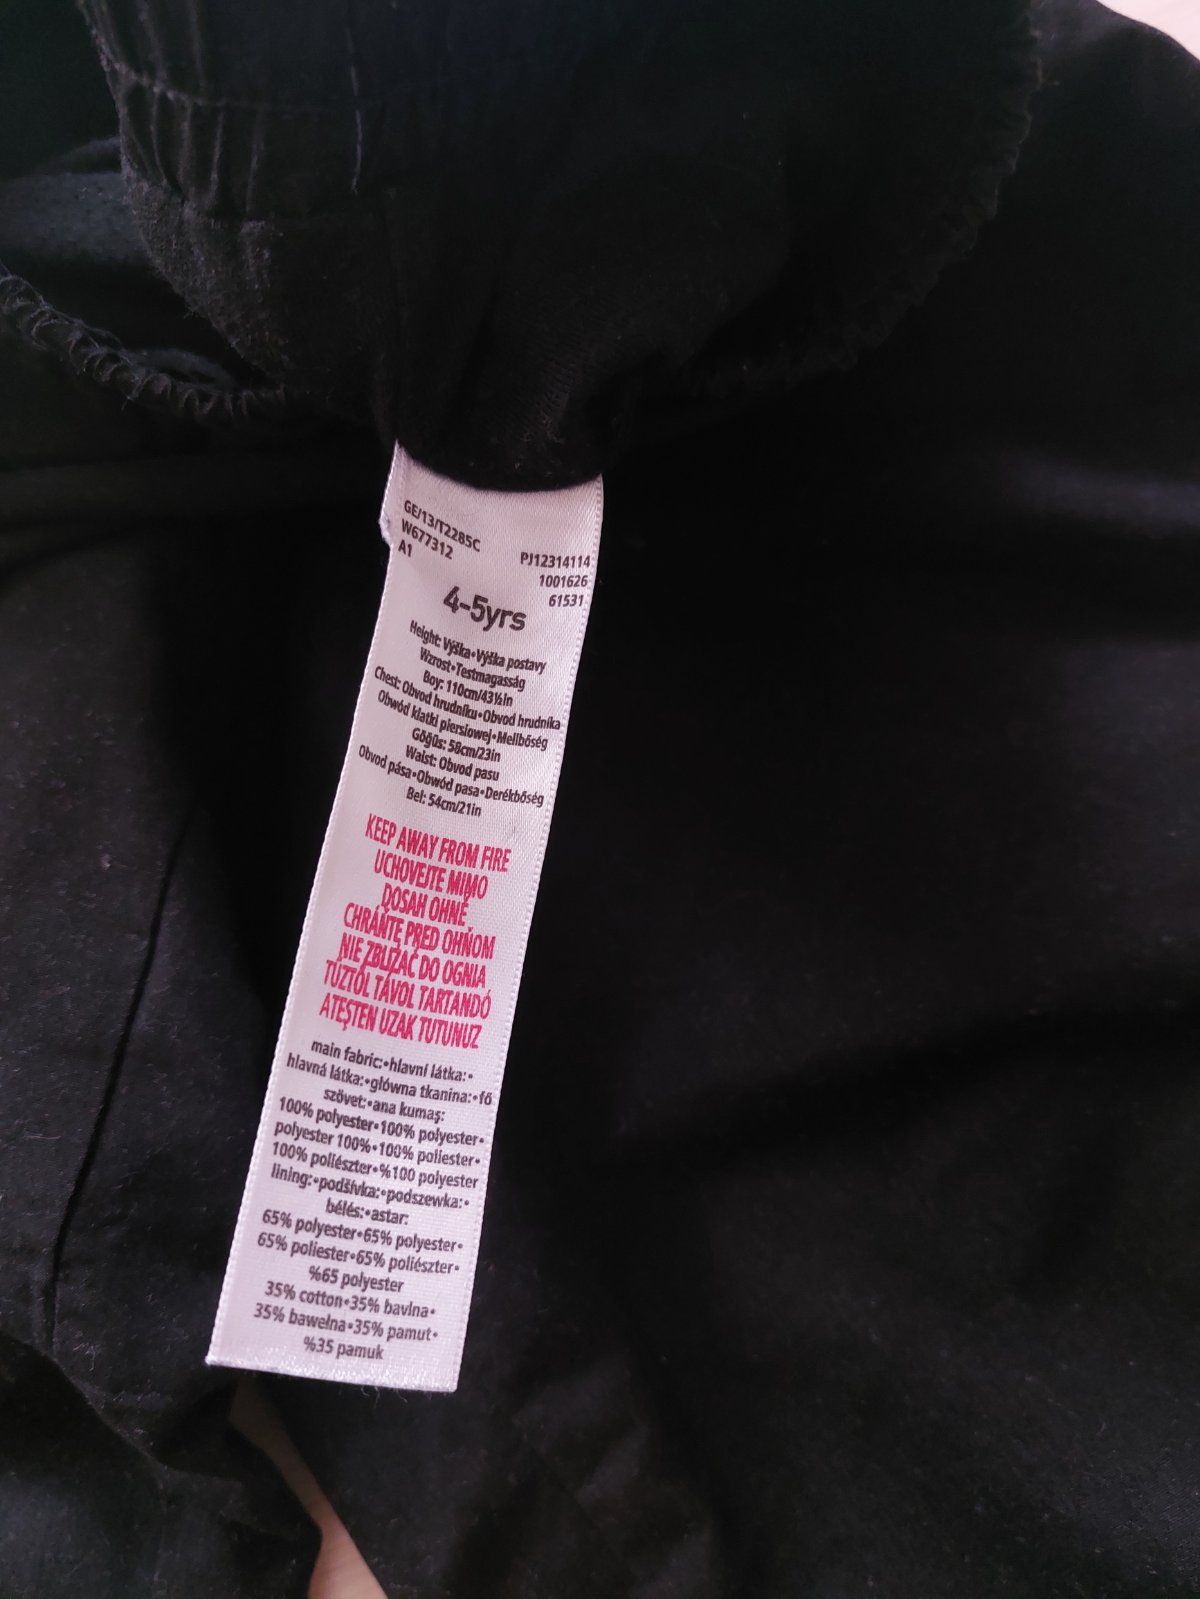 GE/13/T2285C
W677312
A1
PJ12314114
1001626
61531
4-5yrs
Height: Výška•Výška postavy
Wzrost•Testmagasság
Boy: 110cm/43½in
Chest: Obvod hrudníku•Obvod hrudníka
Obwód klatki piersiowej•Mellbőség
Göğüs: 58cm/23in
Waist: Obvod pasu
Obvod pása•Obwód pasa•Derékbőség
Bel: 54cm/21in
KEEP AWAY FROM FIRE
UCHOVEJTE MIMO
DOSAH OHNĚ
CHRÁŇTE PRED OHŇOM
NIE ZBLIŻAĆ DO OGNIA
TŰZTŐL TÁVOL TARTANDÓ
ATEŞTEN UZAK TUTUNUZ
main fabric:•hlavní látka:•
hlavná látka:•główna tkanina:•fő
szövet:•ana kumaş:
100% polyester•100% polyester•
polyester 100%•100% poliester•
100% poliészter•%100 polyester
lining:•podšívka:•podszewka:•
bélés:•astar:
65% polyester•65% polyester•
65% poliester•65% poliészter•
%65 polyester
35% cotton•35% bavlna•
35% bawełna•35% pamut•
%35 pamuk